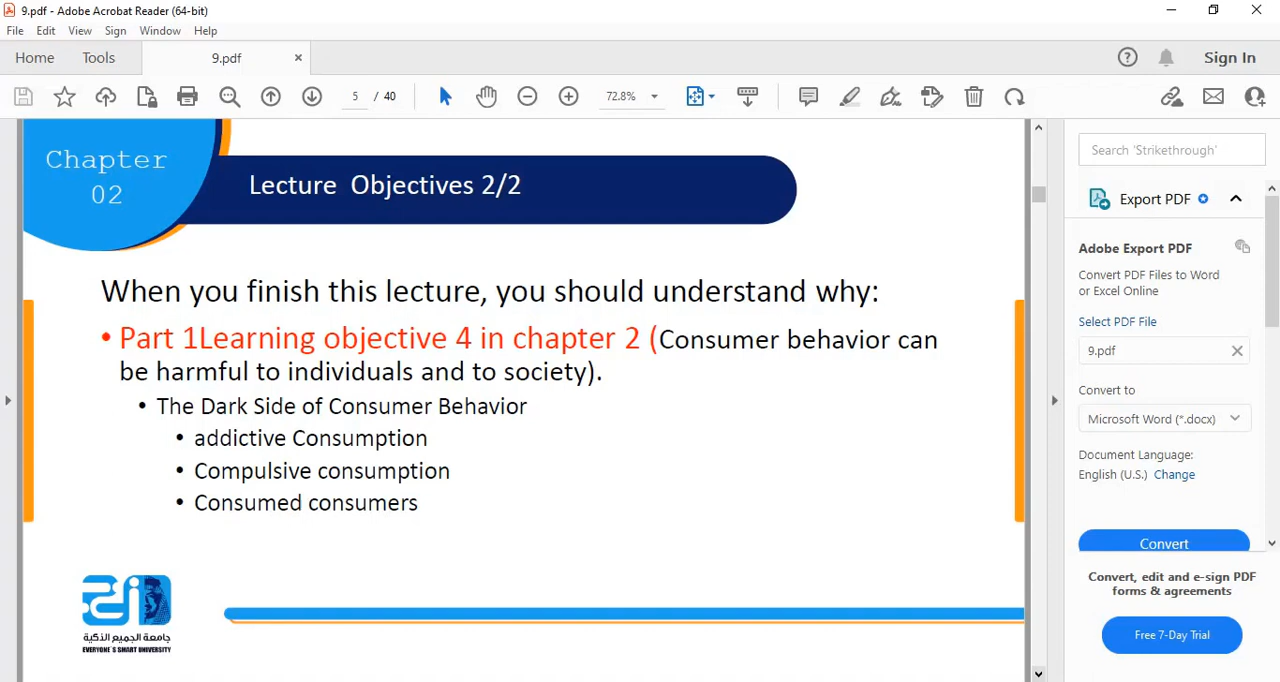 9.pdf - Adobe Acrobat Reader (64-bit)
File Edit View Sign Window Help
Home Tools 9.pdf × Sign In
5 / 40 72.8%
Chapter
02
Lecture Objectives 2/2
When you finish this lecture, you should understand why:
• Part 1Learning objective 4 in chapter 2 (Consumer behavior can
be harmful to individuals and to society).
• The Dark Side of Consumer Behavior
• addictive Consumption
• Compulsive consumption
• Consumed consumers
جامعة الجميع الذكية
EVERYONE'S SMART UNIVERSITY
Search 'Strikethrough'
Export PDF
Adobe Export PDF
Convert PDF Files to Word
or Excel Online
Select PDF File
9.pdf
Convert to
Microsoft Word (*.docx)
Document Language:
English (U.S.) Change
Convert
Convert, edit and e-sign PDF
forms & agreements
Free 7-Day Trial